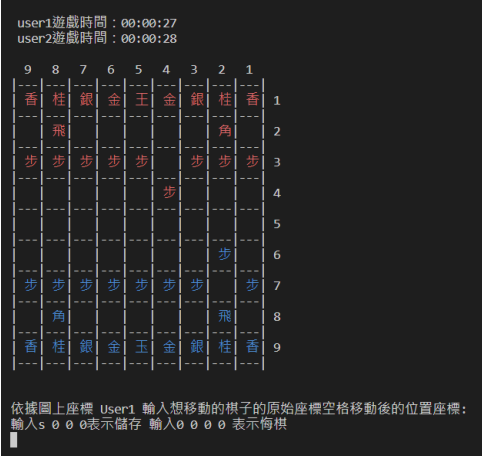 user1遊戲時間：00:00:27
user2遊戲時間：00:00:28
9 8 7 6 5 4 3 2 1
|---|---|---|---|---|---|---|---|---|
| 香| 桂| 銀| 金| 王| 金| 銀| 桂| 香| 1
|---|---|---|---|---|---|---|---|---|
| | 飛| | | | | | 角| | 2
|---|---|---|---|---|---|---|---|---|
| 步| 步| 步| 步| 步| | 步| 步| 步| 3
|---|---|---|---|---|---|---|---|---|
| | | | | | 步| | | | 4
|---|---|---|---|---|---|---|---|---|
| | | | | | | | | | 5
|---|---|---|---|---|---|---|---|---|
| | | | | | | | 步| | 6
|---|---|---|---|---|---|---|---|---|
| 步| 步| 步| 步| 步| 步| 步| | 步| 7
|---|---|---|---|---|---|---|---|---|
| | 角| | | | | | 飛| | 8
|---|---|---|---|---|---|---|---|---|
| 香| 桂| 銀| 金| 玉| 金| 銀| 桂| 香| 9
|---|---|---|---|---|---|---|---|---|
依據圖上座標 User1 輸入想移動的棋子的原始座標空格移動後的位置座標:
輸入s 0 0 0表示儲存 輸入0 0 0 0 表示悔棋